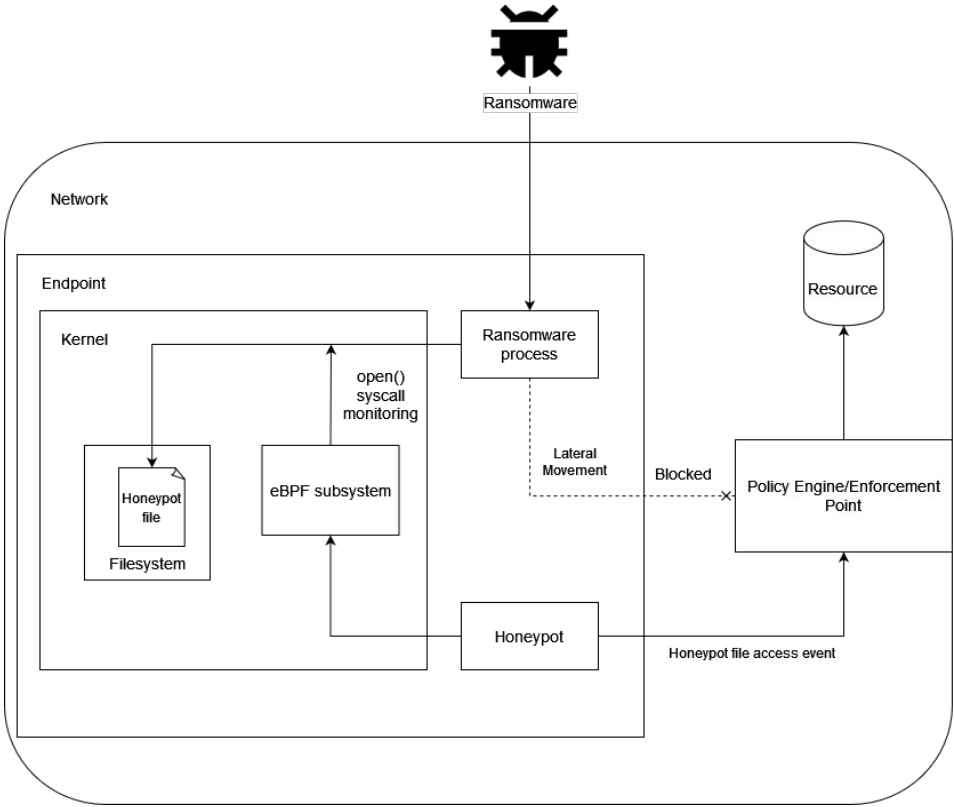 Ransomware
Network
Resource
Endpoint
Kernel
Ransomware
process
open()
syscall
monitoring
Lateral
Movement
Blocked
Policy Engine/Enforcement
Point
eBPF subsystem
Honeypot
file
Filesystem
Honeypot
Honeypot file access event